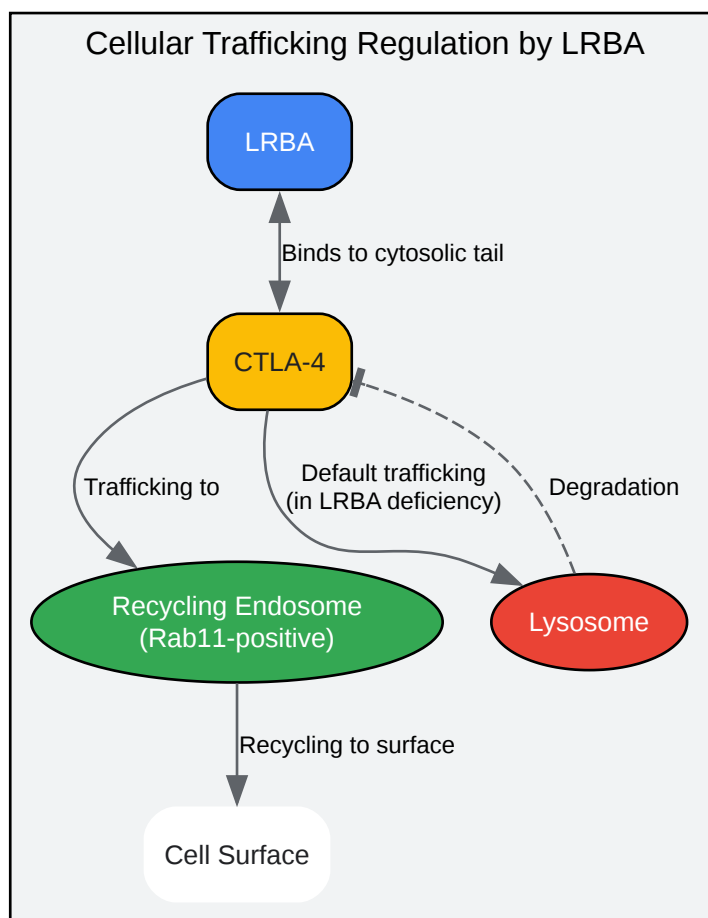 Cellular Trafficking Regulation by LRBA
LRBA
Binds to cytosolic tail
CTLA-4
Trafficking to
Default trafficking
(in LRBA deficiency)
Degradation
Recycling Endosome
(Rab11-positive)
Lysosome
Recycling to surface
Cell Surface